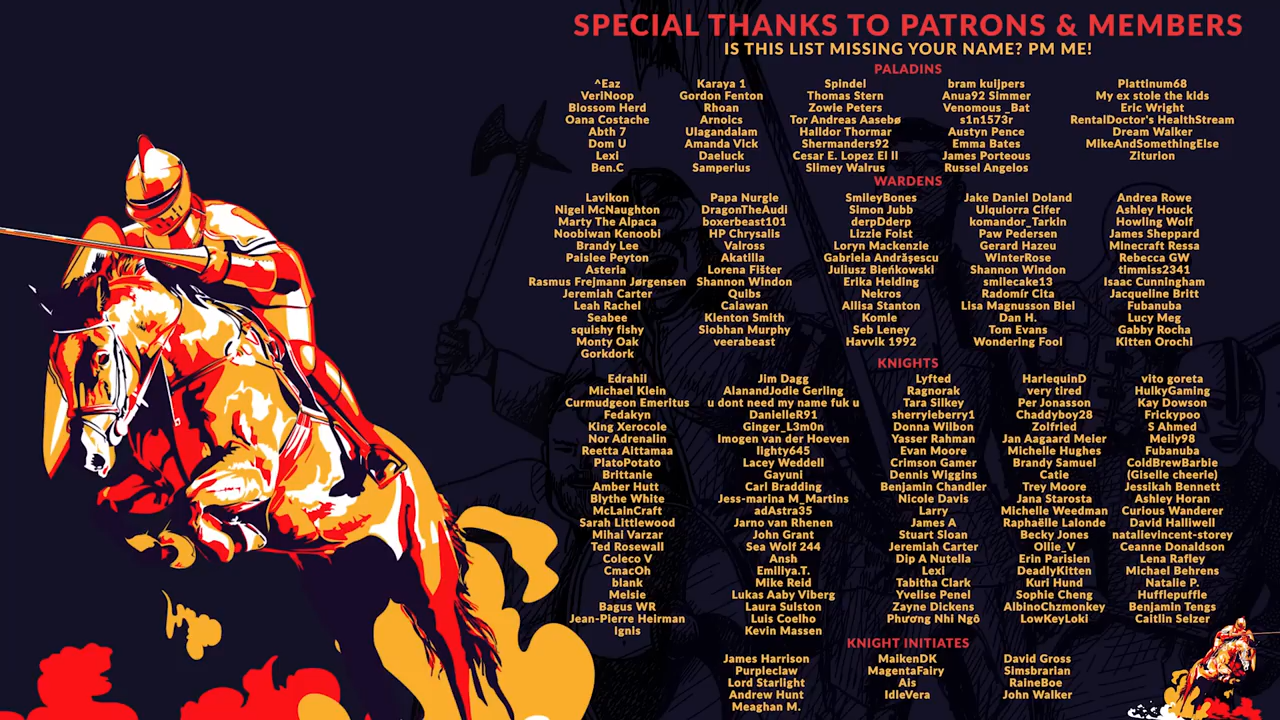 SPECIAL THANKS TO PATRONS & MEMBERS
IS THIS LIST MISSING YOUR NAME? PM ME!
PALADINS
^Eaz
VeriNoop
Blossom Herd
Oana Costache
Abth 7
Dom U
Lexi
Ben.C
Karaya 1
Gordon Fenton
Rhoan
Arnoics
Ulagandalam
Amanda Vick
Daeluck
Samperius
Spindel
Thomas Stern
Zowie Peters
Tor Andreas Aasebø
Halldor Thormar
Shermanders92
Cesar E. Lopez El II
Slimey Walrus
bram kuijpers
Anua92 Simmer
Venomous _Bat
s1n1573r
Austyn Pence
Emma Bates
James Porteous
Russel Angelos
Plattinum68
My ex stole the kids
Eric Wright
RentalDoctor's HealthStream
Dream Walker
MikeAndSomethingElse
Ziturion
WARDENS
Lavikon
Nigel McNaughton
Marty The Alpaca
Noobiwan Kenoobi
Brandy Lee
Paislee Peyton
Asteria
Rasmus Frejmann Jørgensen
Jeremiah Carter
Leah Rachel
Seabee
squishy fishy
Monty Oak
Gorkdork
Papa Nurgle
DragonTheAudi
boxerbeast101
HP Chrysalis
Valross
Akatilla
Lorena Fišter
Shannon Windon
Quibs
Calawan
Klenton Smith
Siobhan Murphy
veerabeast
SmileyBones
Simon Jubb
derpDderp
Lizzie Foist
Loryn Mackenzie
Gabriela Andrășescu
Juliusz Bieńkowski
Erika Heiding
Nekros
Allisa Stanton
Komle
Seb Leney
Havvik 1992
Jake Daniel Doland
Ulquiorra Cifer
komandor_Tarkin
Paw Pedersen
Gerard Hazeu
WinterRose
Shannon Windon
smilecake13
Radomír Cita
Lisa Magnusson Biel
Dan H.
Tom Evans
Wondering Fool
Andrea Rowe
Ashley Houck
Howling Wolf
James Sheppard
Minecraft Ressa
Rebecca GW
timmiss2341
Isaac Cunningham
Jacqueline Britt
Fubanuba
Lucy Meg
Gabby Rocha
Kitten Orochi
KNIGHTS
Edrahil
Michael Klein
Curmudgeon Emeritus
Fedakyn
King Xerocole
Nor Adrenalin
Reetta Aittamaa
PlatoPotato
Brittanie
Amber Hutt
Blythe White
McLainCraft
Sarah Littlewood
Mihai Varzar
Ted Rosewall
Coleco V
CmacOh
blank
Melsie
Bagus WR
Jean-Pierre Heirman
Ignis
Jim Dagg
AlanandJodie Gerling
u dont need my name fuk u
DanielleR91
Ginger_L3m0n
Imogen van der Hoeven
lighty645
Lacey Weddell
Gayuni
Carl Bradding
Jess-marina M_Martins
adAstra35
Jarno van Rhenen
John Grant
Sea Wolf 244
Ansh
Emiliya.T.
Mike Reid
Lukas Aaby Viberg
Laura Sulston
Luis Coelho
Kevin Massen
Lyfted
Ragnorak
Tara Silkey
sherryleberry1
Donna Wilbon
Yasser Rahman
Evan Moore
Crimson Gamer
Dennis Wiggins
Benjamin Chandler
Nicole Davis
Larry
James A
Stuart Sloan
Jeremiah Carter
Dip A Nutella
Lexi
Tabitha Clark
Yvelise Penel
Zayne Dickens
Phương Nhi Ngô
HarlequinD
very tired
Per Jonasson
Chaddyboy28
Zolfried
Jan Aagaard Meier
Michelle Hughes
Brandy Samuel
Cati
Trey Moore
Jana Starosta
Michelle Weedman
Raphaëlle Lalonde
Becky Jones
Ollie_V
Erin Parisien
DeadlyKitten
Kuri Hund
Sophie Cheng
AlbinoChzmonkey
LowKeyLoki
vito goreta
HulkyGaming
Kay Dowson
Frickypoo
S Ahmed
Meily98
Fubanuba
ColdBrewBarbie
(Giselle cheerie)
Jessikah Bennett
Ashley Horan
Curious Wanderer
David Halliwell
natalievincent-storey
Ceanne Donaldson
Lena Rafley
Michael Behrens
Natalie P.
Hufflepuffle
Benjamin Tengs
Caitlin Selzer
KNIGHT INITIATES
James Harrison
Purpleclaw
Lord Starlight
Andrew Hunt
Meaghan M.
MaikenDK
MagentaFairy
Ais
IdleVera
David Gross
Simsbrarian
RaineBoe
John Walker